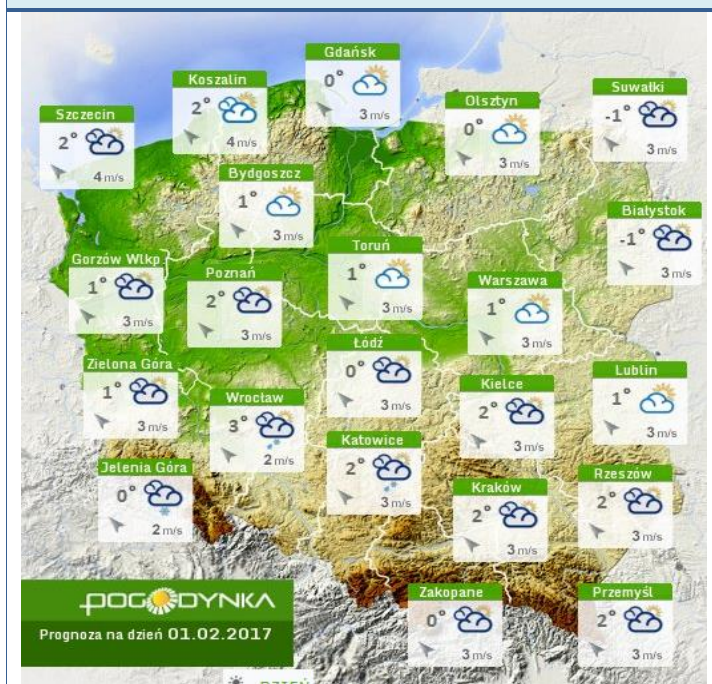 Gdańsk
0°
3 m/s
Koszalin
2°
4 m/s
Szczecin
2°
4 m/s
Olsztyn
0°
3 m/s
Suwałki
-1°
3 m/s
Bydgoszcz
1°
3 m/s
Białystok
-1°
3 m/s
Gorzów Wlkp.
1°
3 m/s
Poznań
2°
3 m/s
Toruń
1°
3 m/s
Warszawa
1°
3 m/s
Zielona Góra
1°
3 m/s
Łódź
0°
3 m/s
Wrocław
3°
2 m/s
Kielce
2°
3 m/s
Lublin
1°
3 m/s
Jelenia Góra
0°
2 m/s
Katowice
2°
3 m/s
Kraków
2°
3 m/s
Rzeszów
2°
3 m/s
Zakopane
0°
3 m/s
Przemyśl
2°
3 m/s
POGODYNKA
Prognoza na dzień 01.02.2017
DZIEŃ